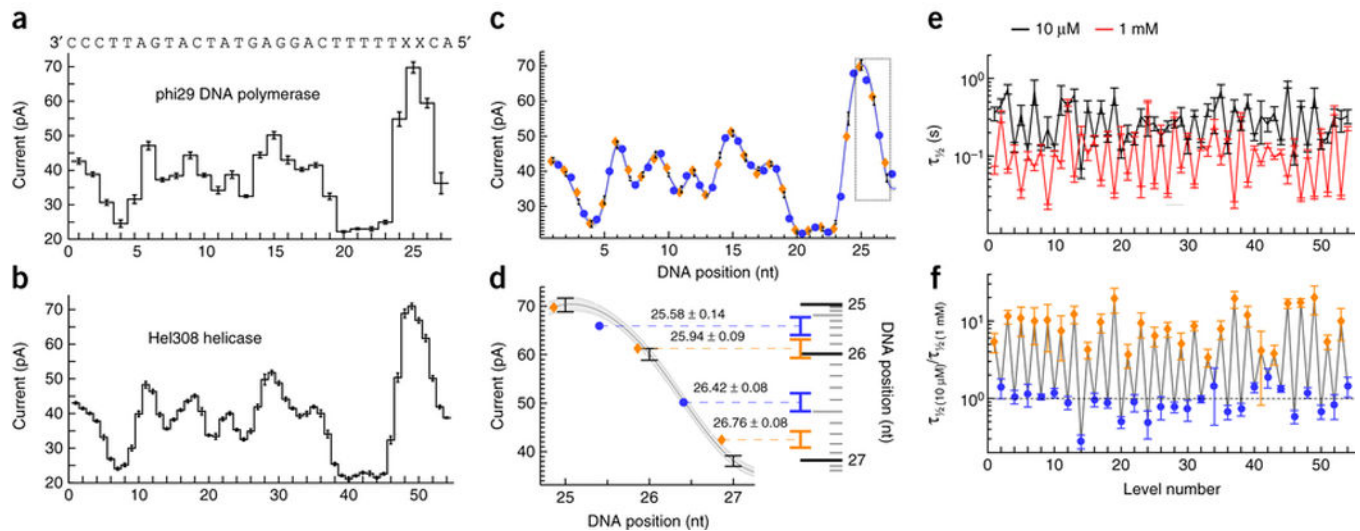 a
3′ C C C T T A G T A C T A T G A G G A C T T T T T X X C A 5′
70
60
50
40
30
20
Current (pA)
phi29 DNA polymerase
0 5 10 15 20 25
b
70
60
50
40
30
Current (pA)
Hel308 helicase
0 10 20 30 40 50
c
70
60
50
40
30
Current (pA)
0 5 10 15 20 25
DNA position (nt)
d
70
60
50
40
Current (pA)
25.58 ± 0.14
25.94 ± 0.09
26.42 ± 0.08
26.76 ± 0.08
25 26 27
DNA position (nt)
25
26
27
DNA position (nt)
e
10 μM 1 mM
10⁰
10⁻¹
τ½ (s)
0 10 20 30 40 50
f
10¹
10⁰
τ½ (10 μM)/τ½ (1 mM)
0 10 20 30 40 50
Level number